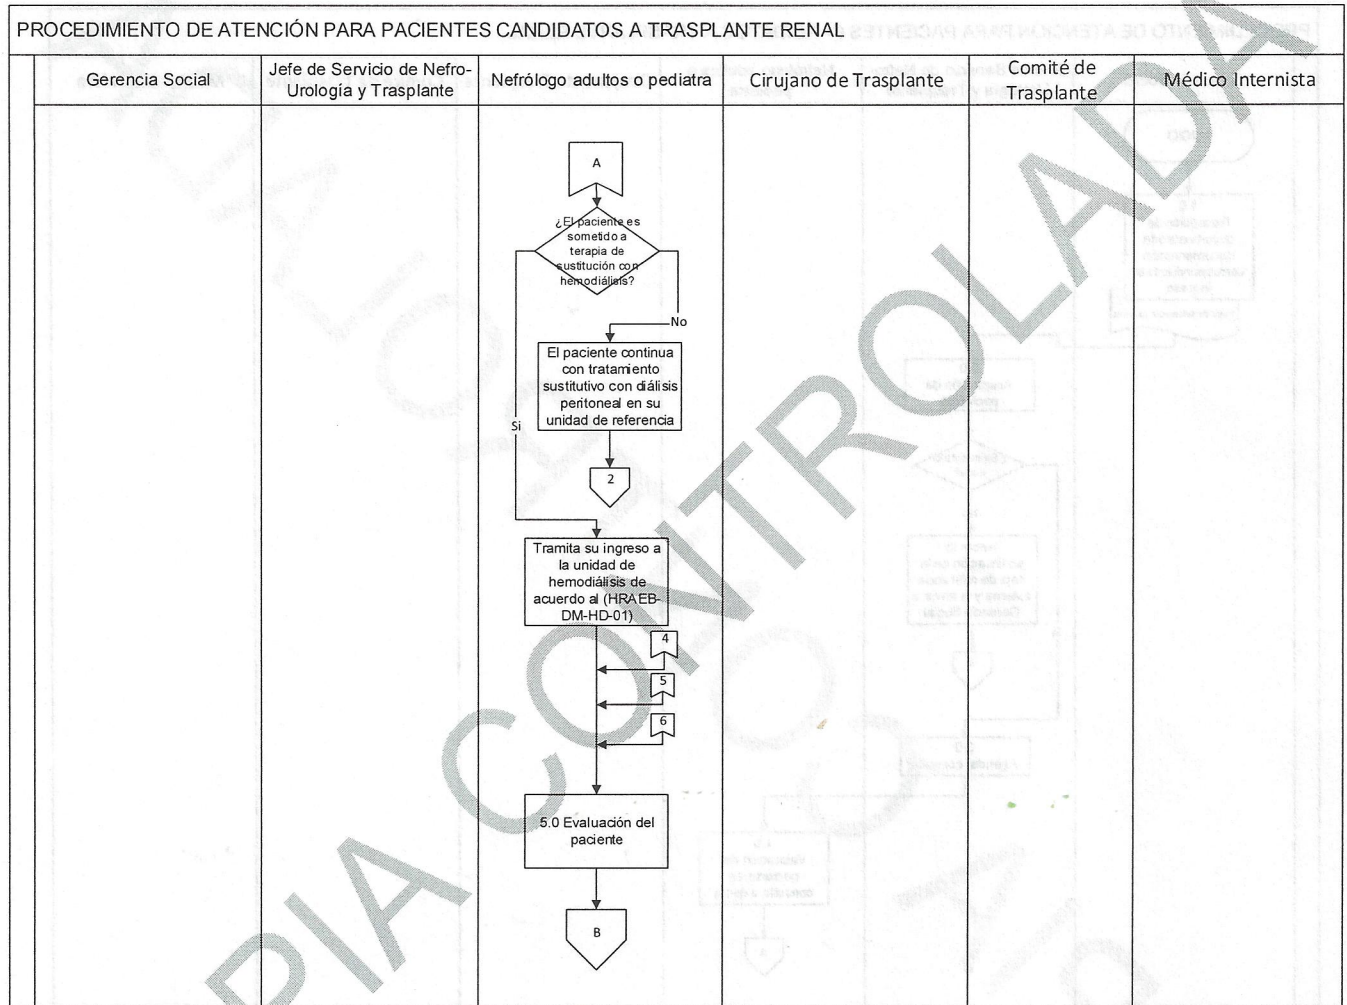 PROCEDIMIENTO DE ATENCIÓN PARA PACIENTES CANDIDATOS A TRASPLANTE RENAL
Gerencia Social
Jefe de Servicio de Nefro-
Urología y Trasplante
Nefrólogo adultos o pediatra
Cirujano de Trasplante
Comité de
Trasplante
Médico Internista
A
¿El paciente es
sometido a
terapia de
sustitución con
hemodiálisis?
No
El paciente continua
con tratamiento
sustitutivo con diálisis
peritoneal en su
unidad de referencia
Si
2
Tramita su ingreso a
la unidad de
hemodiálisis de
acuerdo al (HRAEB-
DM-HD-01)
4
5
6
5.0 Evaluación del
paciente
B
PIA CONTROLADA